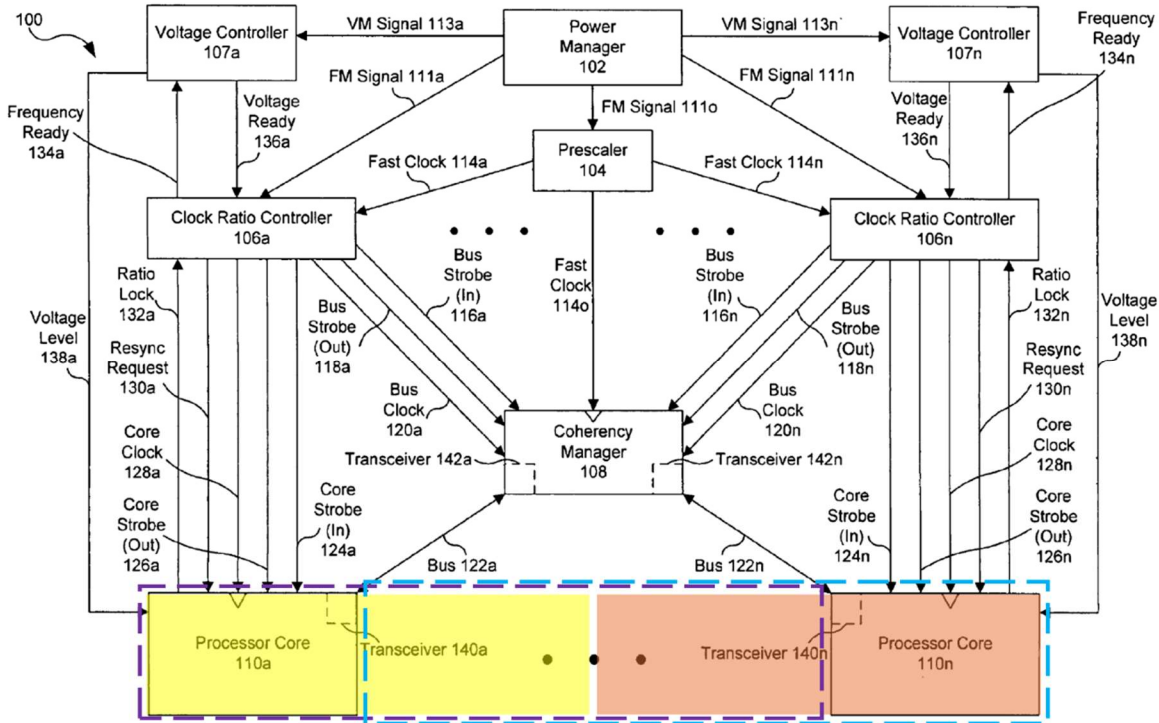 100
Voltage Controller
107a
VM Signal 113a
Power
Manager
102
VM Signal 113n
Voltage Controller
107n
Frequency
Ready
134n
FM Signal 111a
FM Signal 111n
FM Signal 111o
Frequency
Ready
134a
Voltage
Ready
136a
Voltage
Ready
136n
Fast Clock 114a
Prescaler
104
Fast Clock 114n
Clock Ratio Controller
106a
Clock Ratio Controller
106n
Voltage
Level
138a
Ratio
Lock
132a
Bus
Strobe
(In)
116a
Fast
Clock
114o
Bus
Strobe
(In)
116n
Ratio
Lock
132n
Voltage
Level
138n
Resync
Request
130a
Bus
Strobe
(Out)
118a
Bus
Strobe
(Out)
118n
Resync
Request
130n
Core
Clock
128a
Bus
Clock
120a
Coherency
Manager
108
Bus
Clock
120n
Core
Clock
128n
Transceiver 142a
Transceiver 142n
Core
Strobe
(Out)
126a
Core
Strobe
(In)
124a
Bus 122a
Bus 122n
Core
Strobe
(In)
124n
Core
Strobe
(Out)
126n
Processor Core
110a
Transceiver 140a
Transceiver 140n
Processor Core
110n